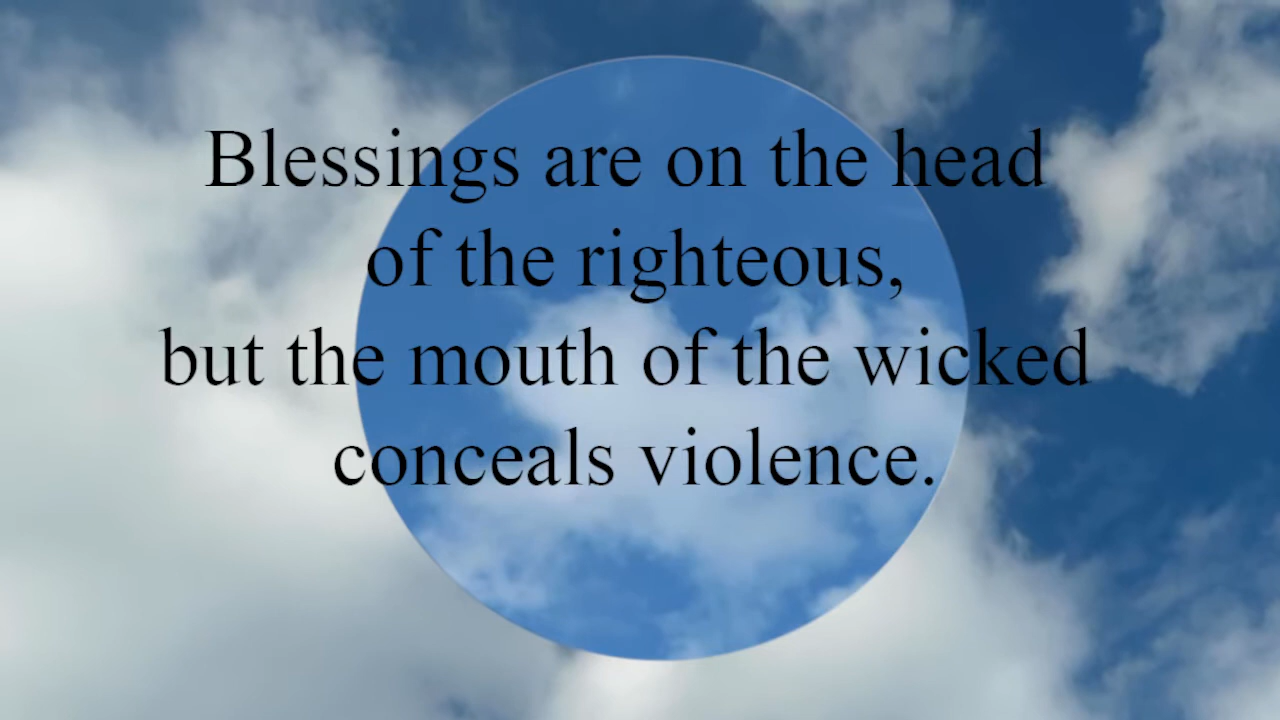 Blessings are on the head
of the righteous,
but the mouth of the wicked
conceals violence.